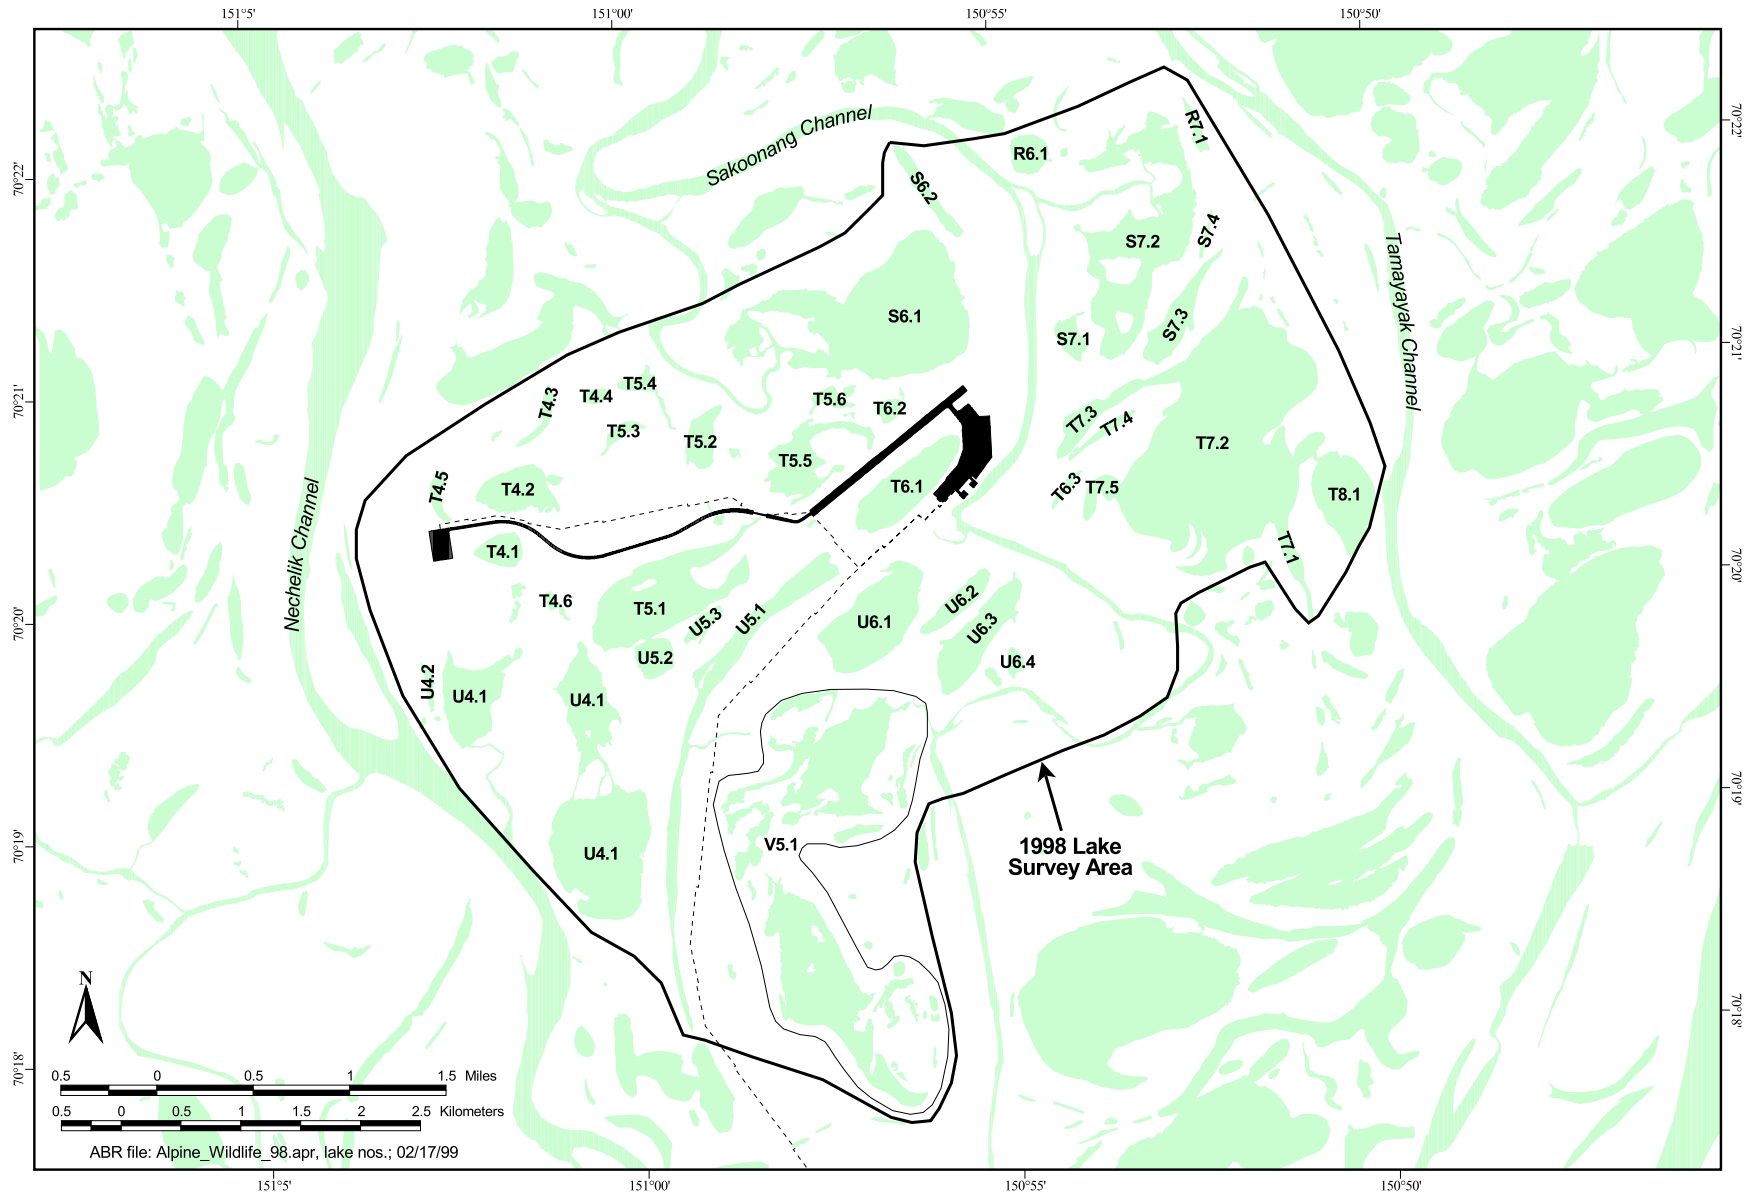 151°5'
151°00'
150°55'
150°50'
70°22'
70°21'
70°20'
70°19'
70°18'
70°22'
70°21'
70°20'
70°19'
70°18'
Sakoonang Channel
Tamayayak Channel
Nechelik Channel
R7.1
R6.1
S6.2
S7.4
S7.2
S6.1
S7.3
S7.1
T5.4
T4.4
T4.3
T5.6
T6.2
T7.3
T7.4
T5.3
T5.2
T7.2
T5.5
T4.5
T4.2
T6.1
T6.3
T7.5
T8.1
T4.1
T7.1
T4.6
T5.1
U5.3
U5.1
U6.2
U6.1
U6.3
U5.2
U6.4
U4.2
U4.1
U4.1
V5.1
U4.1
1998 Lake
Survey Area
N
0.5 0 0.5 1 1.5 Miles
0.5 0 0.5 1 1.5 2 2.5 Kilometers
ABR file: Alpine_Wildlife_98.apr, lake nos.; 02/17/99
151°5'
151°00'
150°55'
150°50'